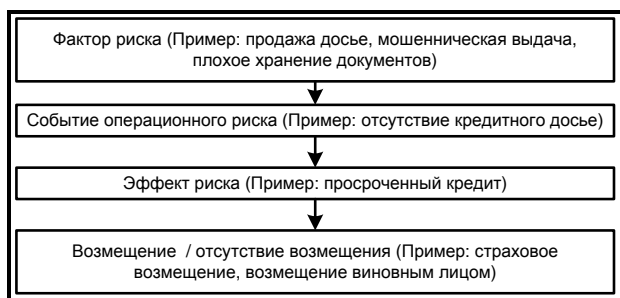 Фактор риска (Пример: продажа досье, мошенническая выдача,
плохое хранение документов)
Событие операционного риска (Пример: отсутствие кредитного досье)
Эффект риска (Пример: просроченный кредит)
Возмещение / отсутствие возмещения (Пример: страховое
возмещение, возмещение виновным лицом)